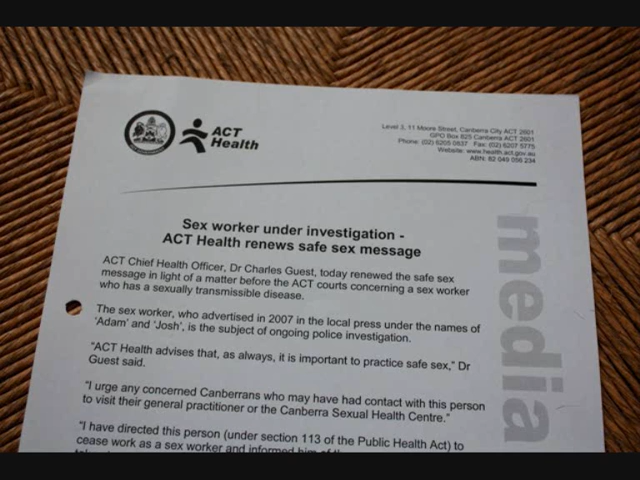 ACT
Health
Level 3, 11 Moore Street, Canberra City ACT 2601
GPO Box 825 Canberra ACT 2601
Phone: (02) 6205 0837 Fax: (02) 6207 5775
Website: www.health.act.gov.au
ABN: 82 049 056 234
media
Sex worker under investigation -
ACT Health renews safe sex message
ACT Chief Health Officer, Dr Charles Guest, today renewed the safe sex
message in light of a matter before the ACT courts concerning a sex worker
who has a sexually transmissible disease.
The sex worker, who advertised in 2007 in the local press under the names of
'Adam' and 'Josh', is the subject of ongoing police investigation.
"ACT Health advises that, as always, it is important to practice safe sex," Dr
Guest said.
"I urge any concerned Canberrans who may have had contact with this person
to visit their general practitioner or the Canberra Sexual Health Centre."
"I have directed this person (under section 113 of the Public Health Act) to
cease work as a sex worker and informed him of